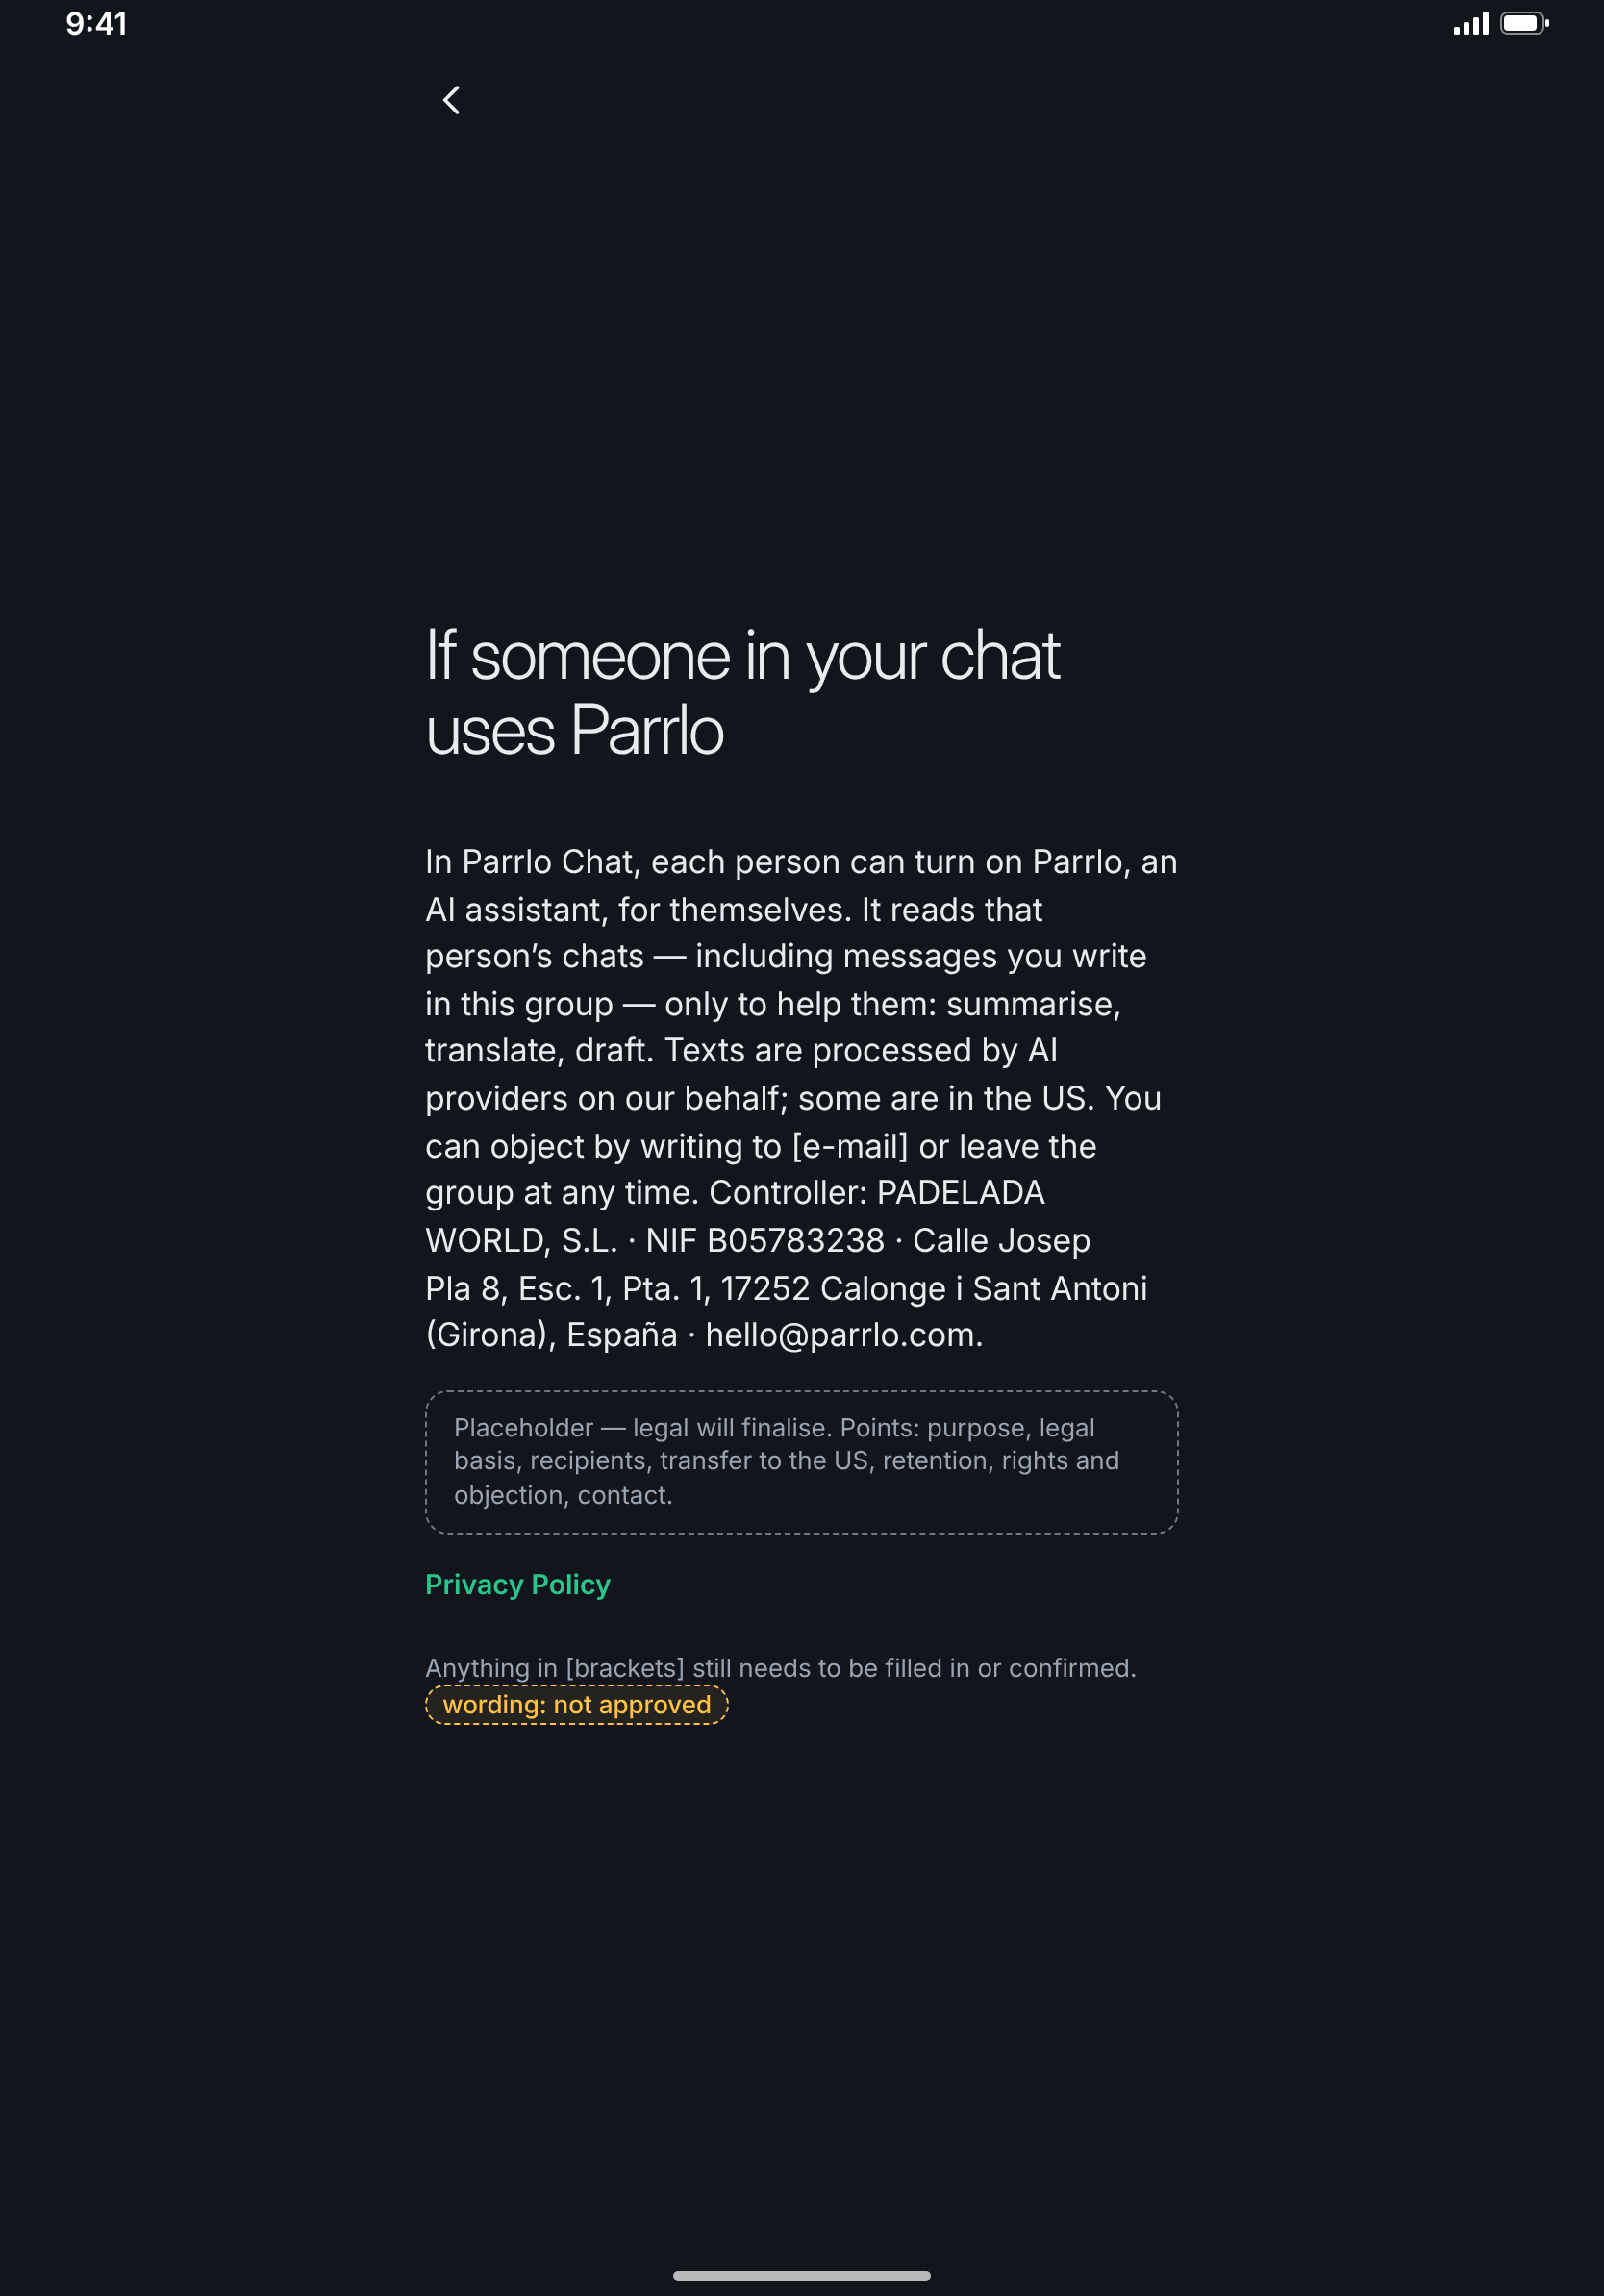 9:41
If someone in your chat
uses Parrlo
In Parrlo Chat, each person can turn on Parrlo, an
AI assistant, for themselves. It reads that
person’s chats — including messages you write
in this group — only to help them: summarise,
translate, draft. Texts are processed by AI
providers on our behalf; some are in the US. You
can object by writing to [e-mail] or leave the
group at any time. Controller: PADELADA
WORLD, S.L. · NIF B05783238 · Calle Josep
Pla 8, Esc. 1, Pta. 1, 17252 Calonge i Sant Antoni
(Girona), España · hello@parrlo.com.
Placeholder — legal will finalise. Points: purpose, legal
basis, recipients, transfer to the US, retention, rights and
objection, contact.
Privacy Policy
Anything in [brackets] still needs to be filled in or confirmed.
wording: not approved